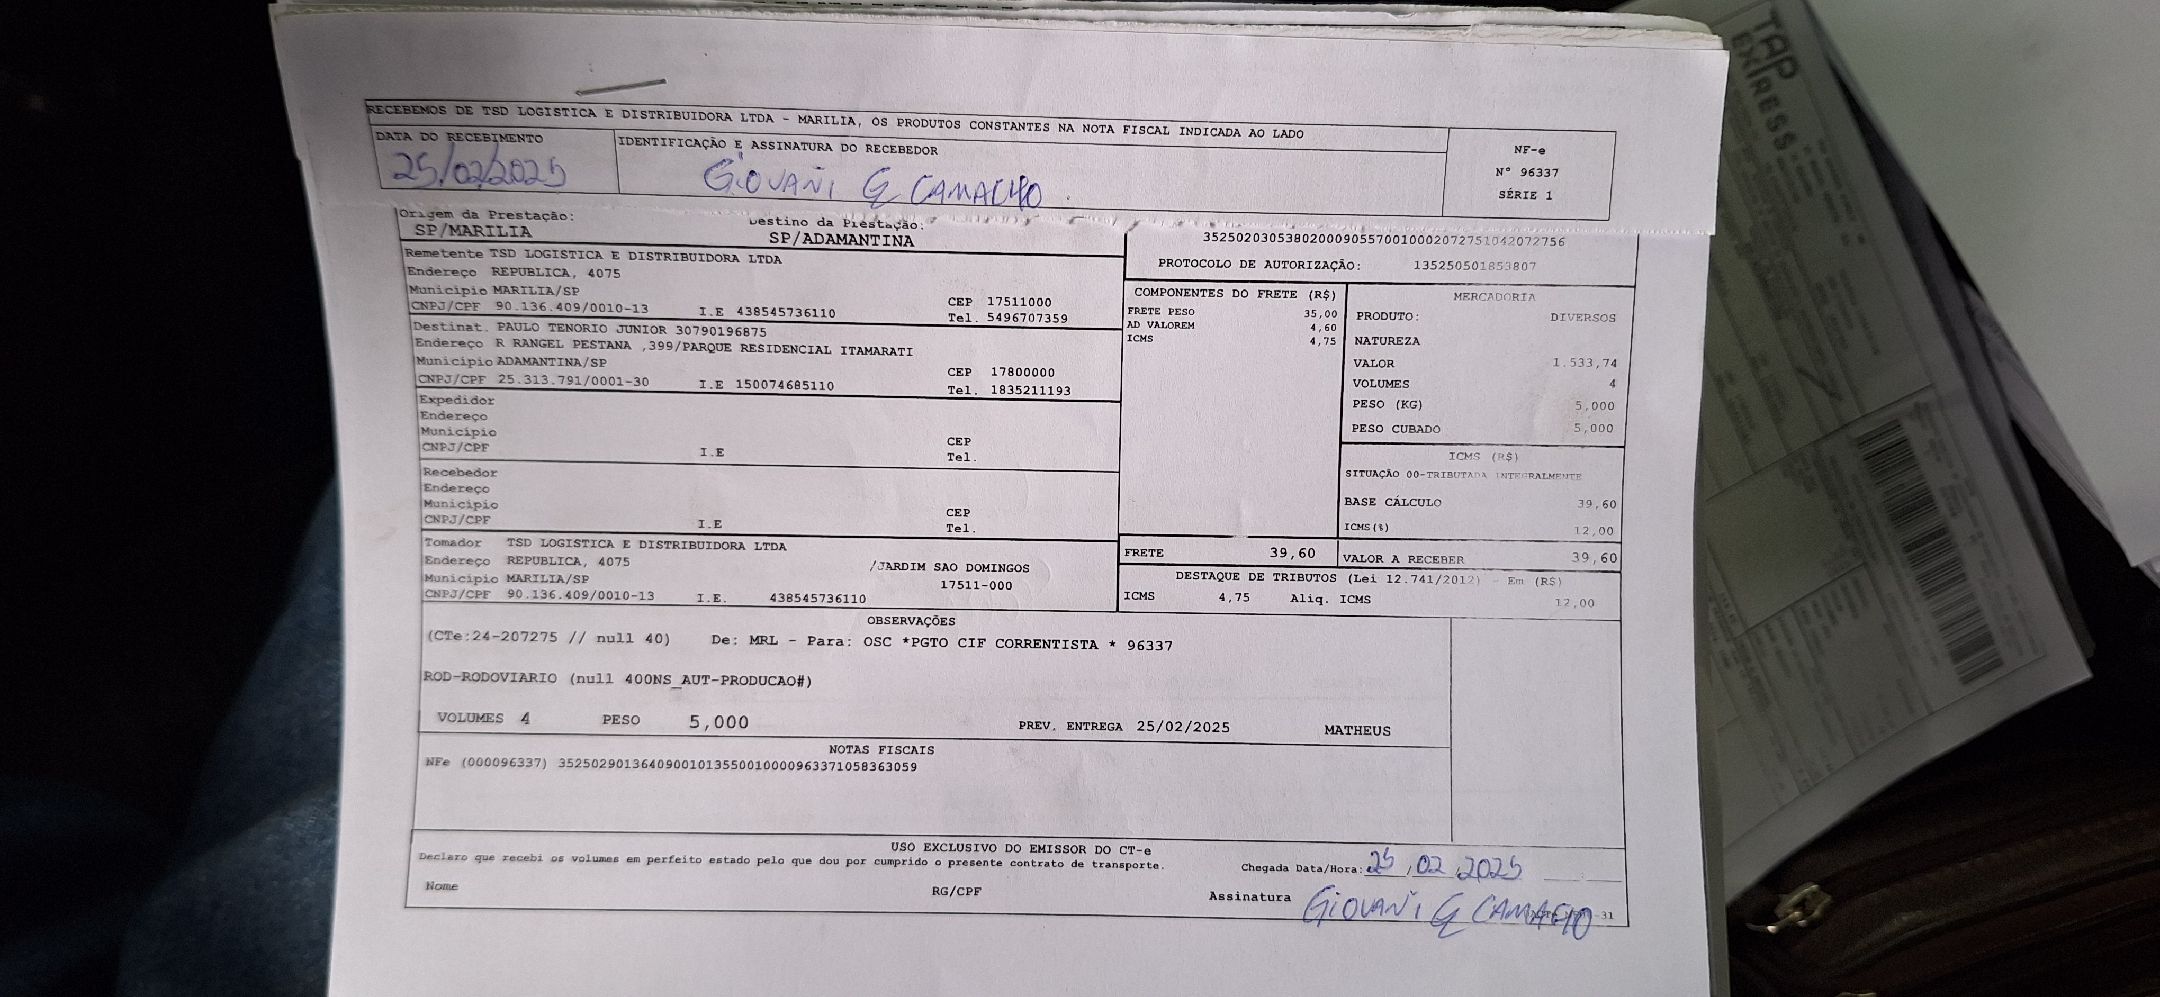 RECEBEMOS DE TSD LOGISTICA E DISTRIBUIDORA LTDA - MARILIA, OS PRODUTOS CONSTANTES NA NOTA FISCAL INDICADA AO LADO
DATA DO RECEBIMENTO
25/02/2025
IDENTIFICAÇÃO E ASSINATURA DO RECEBEDOR
GIOVANI G CAMACHO
NF-e
N° 96337
SÉRIE 1
Origem da Prestação:
SP/MARILIA
Destino da Prestação:
SP/ADAMANTINA
35250203053802000905570010002072751042072756
PROTOCOLO DE AUTORIZAÇÃO: 135250501853807
Remetente TSD LOGISTICA E DISTRIBUIDORA LTDA
Endereço REPUBLICA, 4075
Município MARILIA/SP
CEP 17511000
CNPJ/CPF 90.136.409/0010-13 I.E 438545736110 Tel. 5496707359
Destinat. PAULO TENORIO JUNIOR 30790196875
Endereço R RANGEL PESTANA ,399/PARQUE RESIDENCIAL ITAMARATI
Município ADAMANTINA/SP
CEP 17800000
CNPJ/CPF 25.313.791/0001-30 I.E 150074685110 Tel. 1835211193
Expedidor
Endereço
Município
CEP
CNPJ/CPF I.E Tel.
Recebedor
Endereço
Município
CEP
CNPJ/CPF I.E Tel.
Tomador TSD LOGISTICA E DISTRIBUIDORA LTDA
Endereço REPUBLICA, 4075 /JARDIM SAO DOMINGOS
Município MARILIA/SP 17511-000
CNPJ/CPF 90.136.409/0010-13 I.E. 438545736110
COMPONENTES DO FRETE (R$)
FRETE PESO 35,00
AD VALOREM 4,60
ICMS 4,75
MERCADORIA
PRODUTO: DIVERSOS
NATUREZA
VALOR 1.533,74
VOLUMES 4
PESO (KG) 5,000
PESO CUBADO 5,000
ICMS (R$)
SITUAÇÃO 00-TRIBUTADA INTEGRALMENTE
BASE CÁLCULO 39,60
ICMS(%) 12,00
FRETE 39,60
VALOR A RECEBER 39,60
DESTAQUE DE TRIBUTOS (Lei 12.741/2012) - Em (R$)
ICMS 4,75 Aliq. ICMS 12,00
OBSERVAÇÕES
(CTe:24-207275 // null 40) De: MRL - Para: OSC *PGTO CIF CORRENTISTA * 96337
ROD-RODOVIARIO (null 400NS_AUT-PRODUCAO#)
VOLUMES 4 PESO 5,000 PREV. ENTREGA 25/02/2025 MATHEUS
NOTAS FISCAIS
NFe (000096337) 35250290136409001013550010000963371058363059
USO EXCLUSIVO DO EMISSOR DO CT-e
Declaro que recebi os volumes em perfeito estado pelo que dou por cumprido o presente contrato de transporte.
Chegada Data/Hora: 25/02/2025
Nome RG/CPF Assinatura GIOVANI G CAMACHO
-31
TAP
EXTRESS